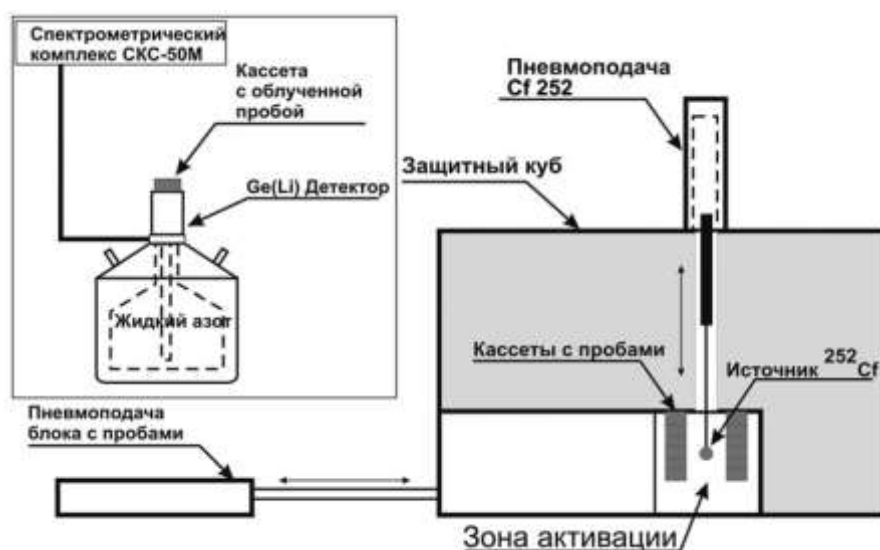 Спектрометрический
комплекс СКС-50М
Кассета
с облученной
пробой
Ge(Li) Детектор
Жидкий азот
Пневмоподача
Cf 252
Защитный куб
Кассеты с пробами
Источник ²⁵²Cf
Пневмоподача
блока с пробами
Зона активации